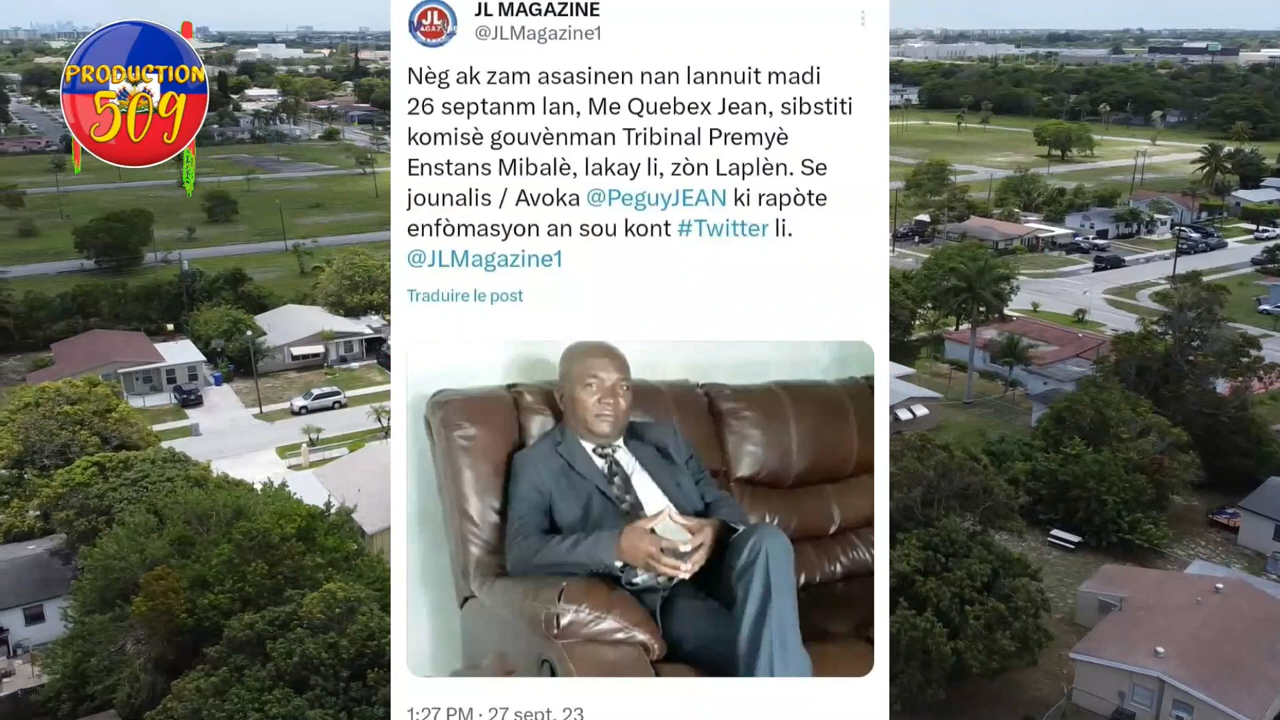 PRODUCTION
509
JL MAGAZINE
@JLMagazine1
Nèg ak zam asasinen nan lannuit madi
26 septanm lan, Me Quebex Jean, sibstiti
komisè gouvènman Tribinal Premyè
Enstans Mibalè, lakay li, zòn Laplèn. Se
jounalis / Avoka @PeguyJEAN ki rapòte
enfòmasyon an sou kont #Twitter li.
@JLMagazine1
Traduire le post
1:27 PM · 27 sept. 23